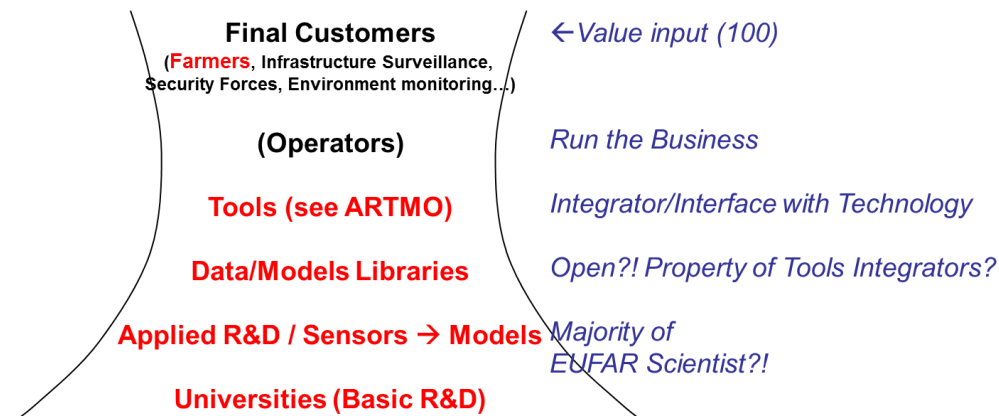 Final Customers
←Value input (100)
(Farmers, Infrastructure Surveillance,
Security Forces, Environment monitoring…)
(Operators)
Run the Business
Tools (see ARTMO)
Integrator/Interface with Technology
Data/Models Libraries
Open?! Property of Tools Integrators?
Applied R&D / Sensors → Models
Majority of
EUFAR Scientist?!
Universities (Basic R&D)